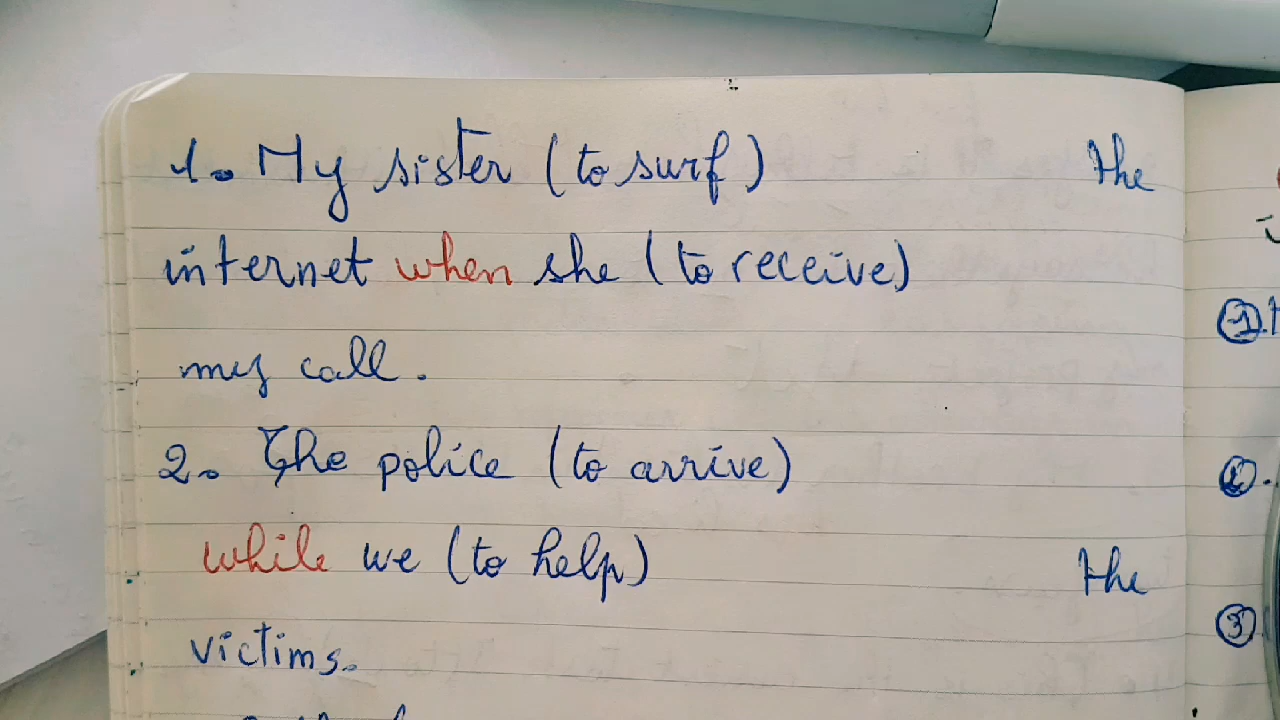 1. My sister (to surf) the
internet when she (to receive)
my call.
2. The police (to arrive)
while we (to help) the
victims.